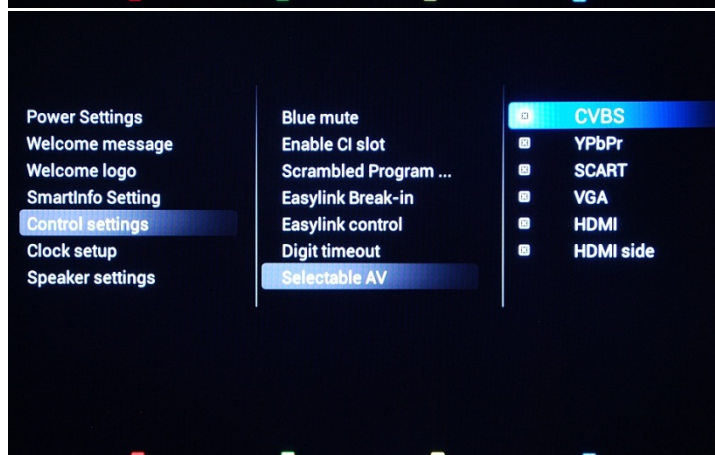 Power Settings
Welcome message
Welcome logo
SmartInfo Setting
Control settings
Clock setup
Speaker settings
Blue mute
Enable CI slot
Scrambled Program ...
Easylink Break-in
Easylink control
Digit timeout
Selectable AV
CVBS
YPbPr
SCART
VGA
HDMI
HDMI side